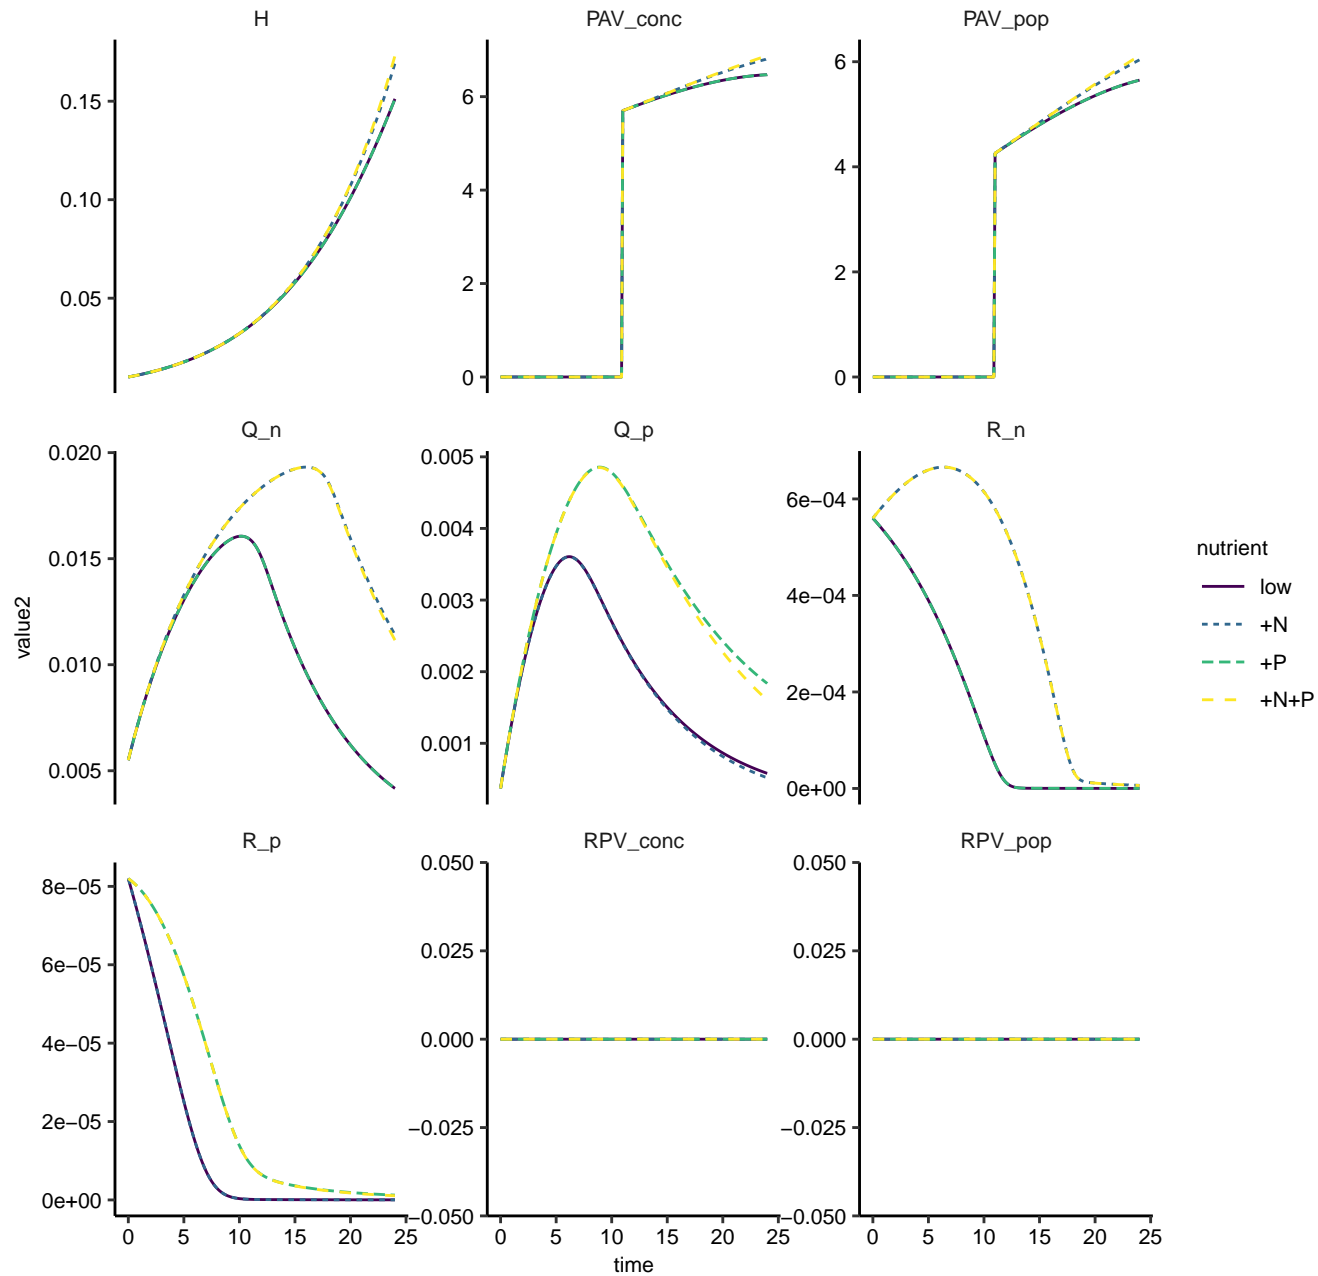 H
PAV_conc
PAV_pop
0.15
0.10
0.05
6
4
2
0
6
4
2
0
Q_n
Q_p
R_n
0.020
0.015
0.010
0.005
0.005
0.004
0.003
0.002
0.001
6e−04
4e−04
2e−04
0e+00
R_p
RPV_conc
RPV_pop
8e−05
6e−05
4e−05
2e−05
0e+00
0.050
0.025
0.000
−0.025
−0.050
0.050
0.025
0.000
−0.025
−0.050
0 5 10 15 20 25
0 5 10 15 20 25
0 5 10 15 20 25
time
value2
nutrient
low
+N
+P
+N+P